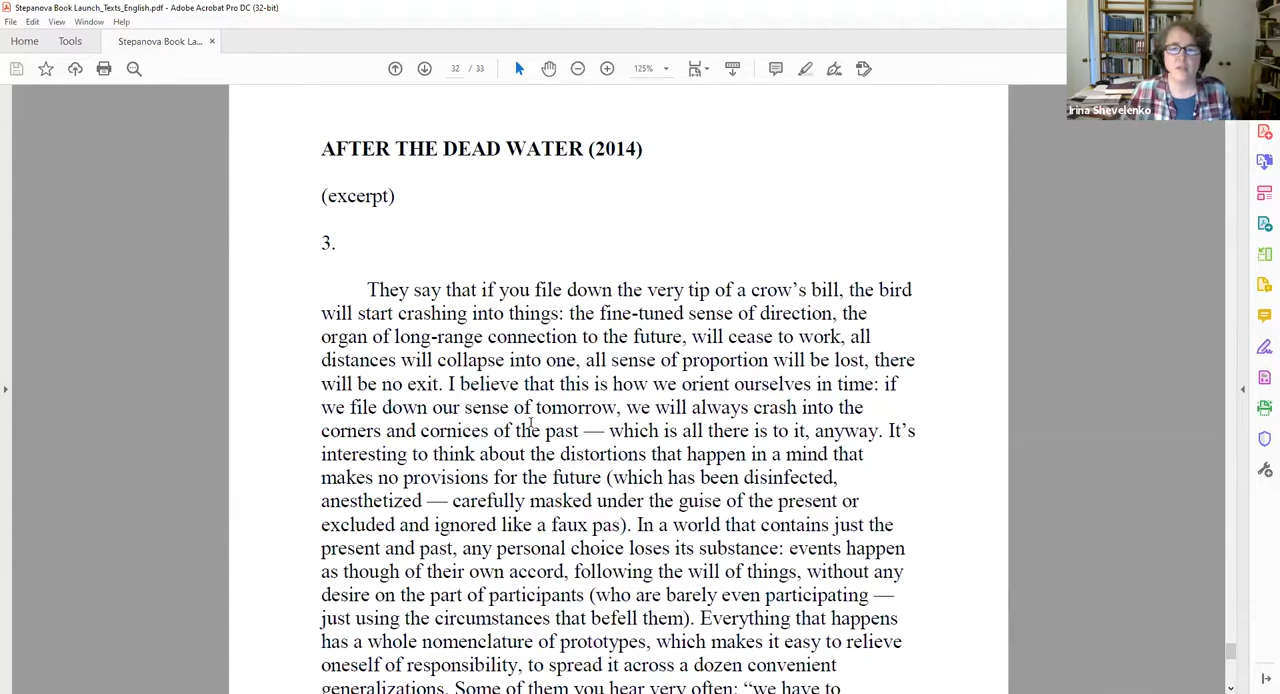 Stepanova Book Launch_Texts_English.pdf - Adobe Acrobat Pro DC (32-bit)
File Edit View Window Help
Home Tools Stepanova Book La... ×
32 / 33 125%
Irina Shevelenko
AFTER THE DEAD WATER (2014)
(excerpt)
3.
They say that if you file down the very tip of a crow’s bill, the bird
will start crashing into things: the fine-tuned sense of direction, the
organ of long-range connection to the future, will cease to work, all
distances will collapse into one, all sense of proportion will be lost, there
will be no exit. I believe that this is how we orient ourselves in time: if
we file down our sense of tomorrow, we will always crash into the
corners and cornices of the past — which is all there is to it, anyway. It’s
interesting to think about the distortions that happen in a mind that
makes no provisions for the future (which has been disinfected,
anesthetized — carefully masked under the guise of the present or
excluded and ignored like a faux pas). In a world that contains just the
present and past, any personal choice loses its substance: events happen
as though of their own accord, following the will of things, without any
desire on the part of participants (who are barely even participating —
just using the circumstances that befell them). Everything that happens
has a whole nomenclature of prototypes, which makes it easy to relieve
oneself of responsibility, to spread it across a dozen convenient
generalizations. Some of them you hear very often: “we have to